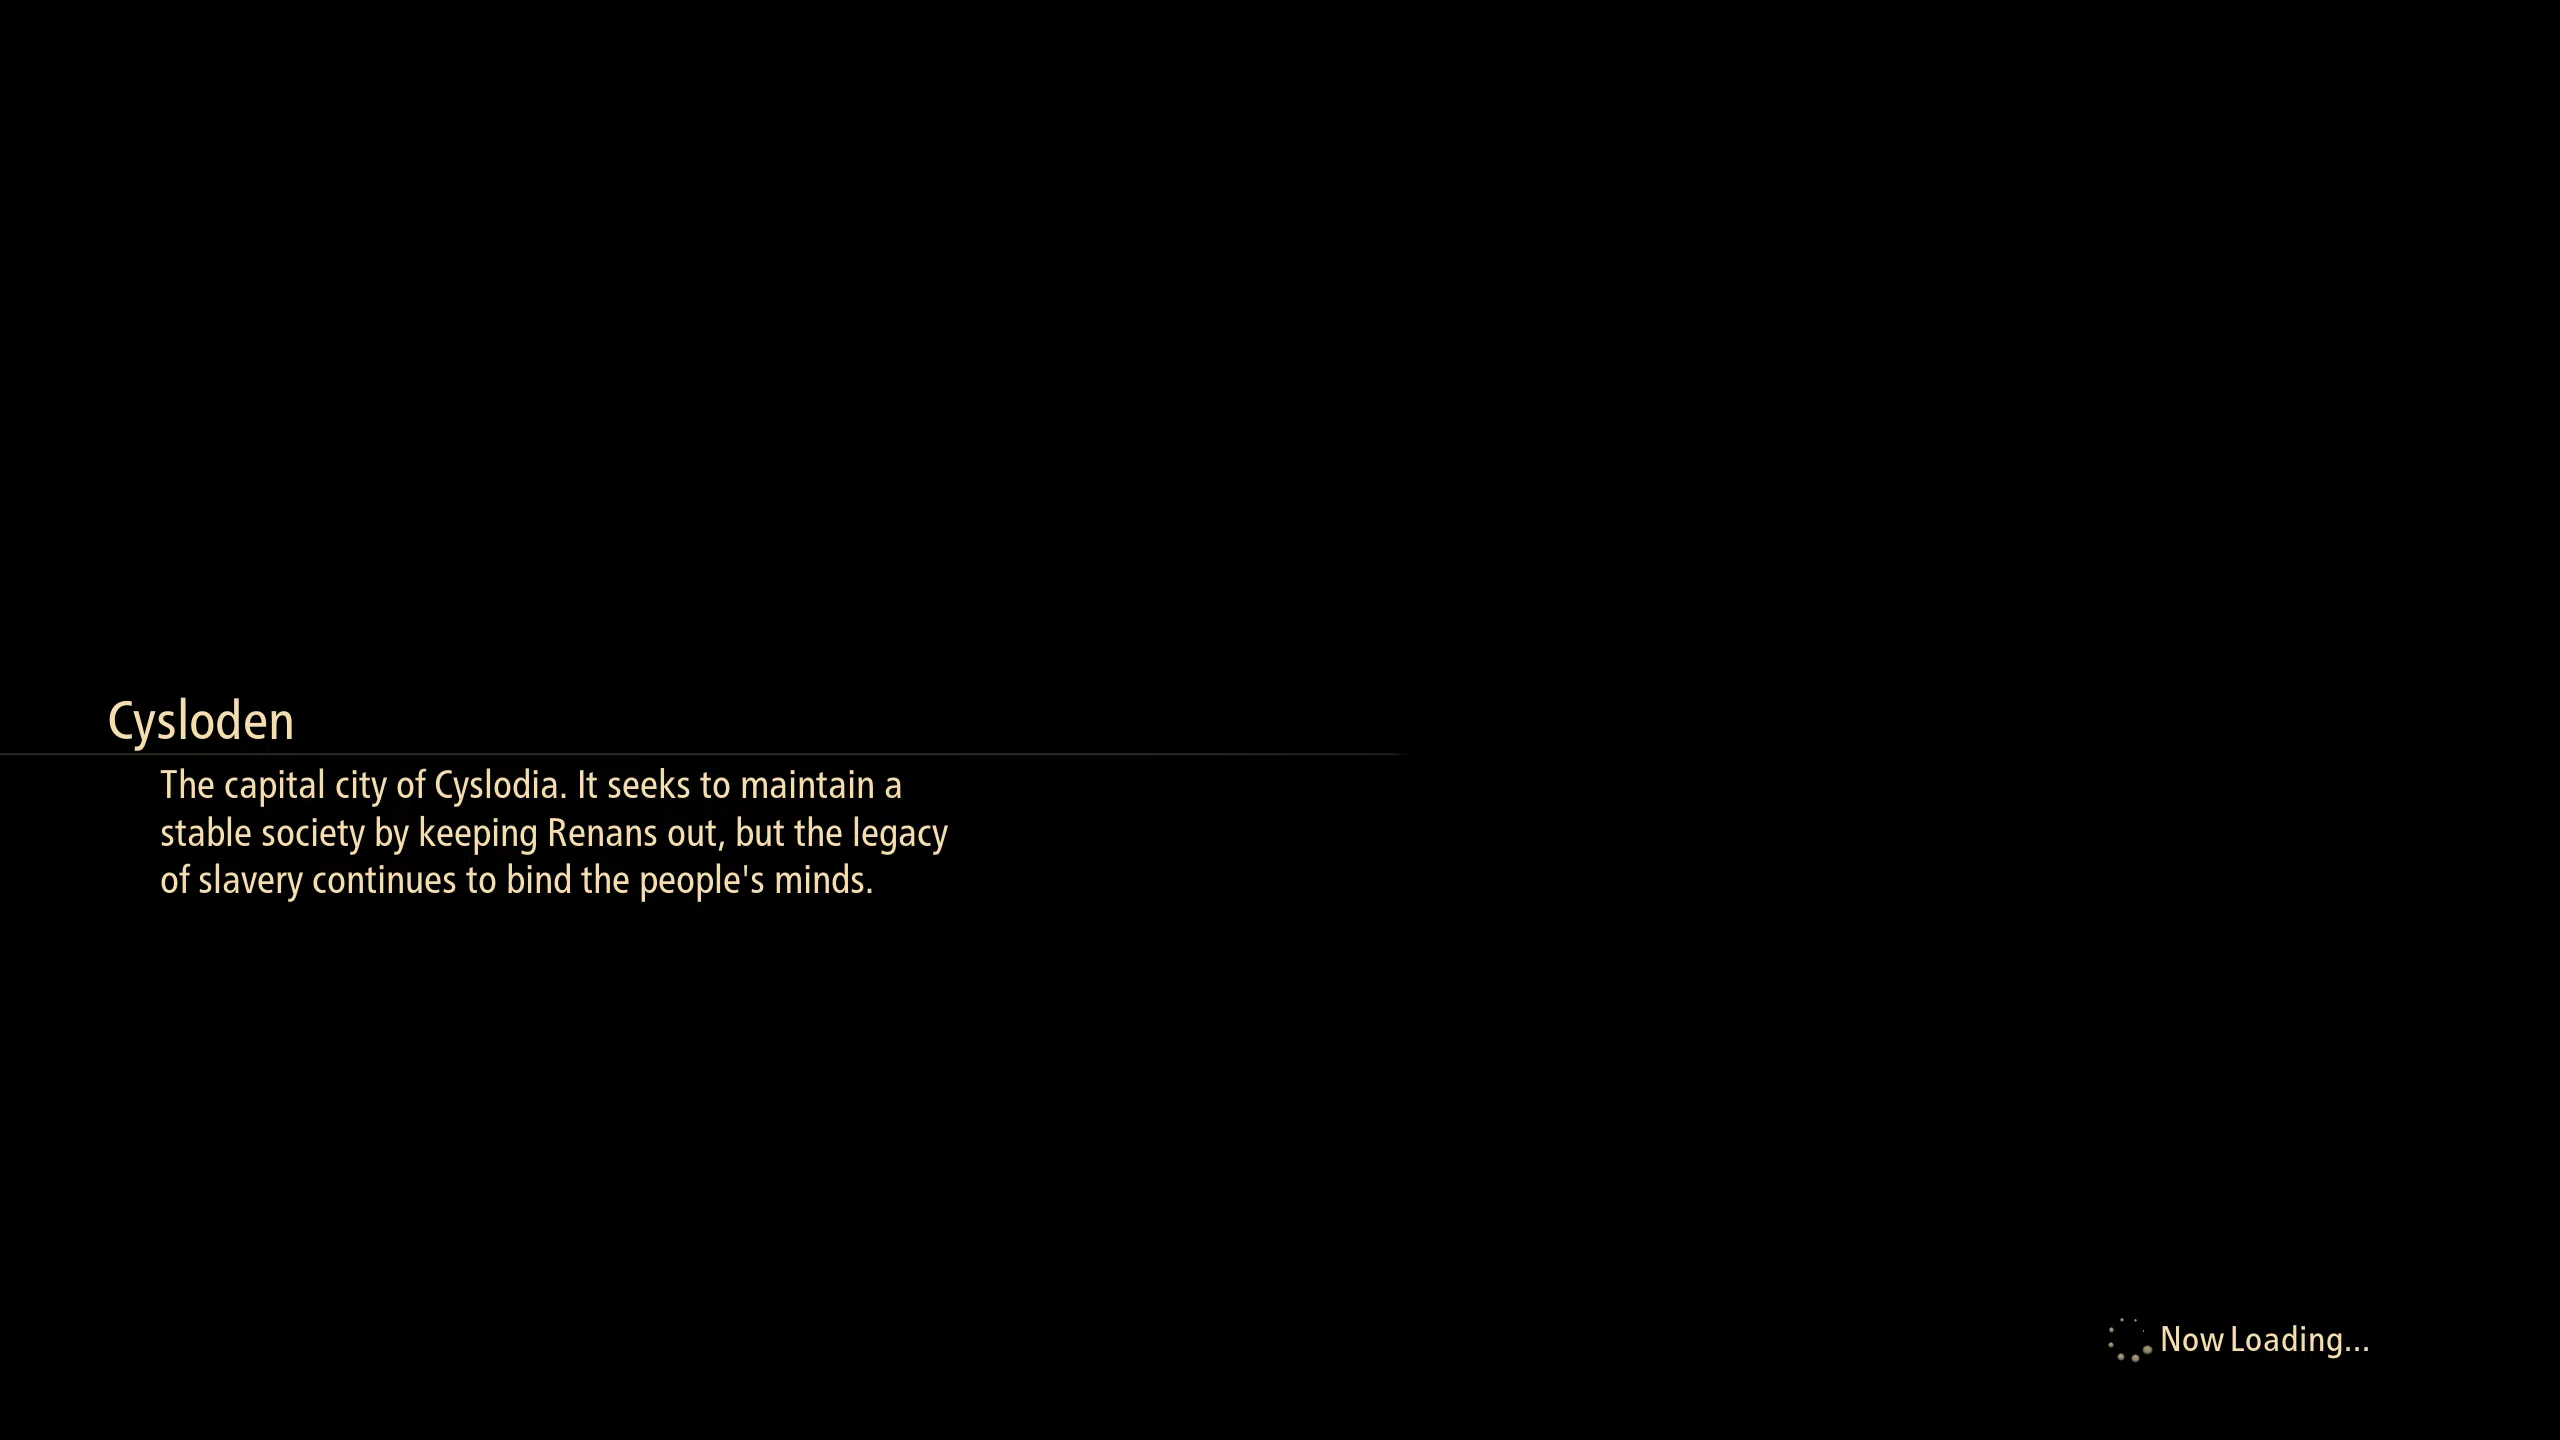 Cysloden
The capital city of Cyslodia. It seeks to maintain a
stable society by keeping Renans out, but the legacy
of slavery continues to bind the people's minds.
Now Loading...